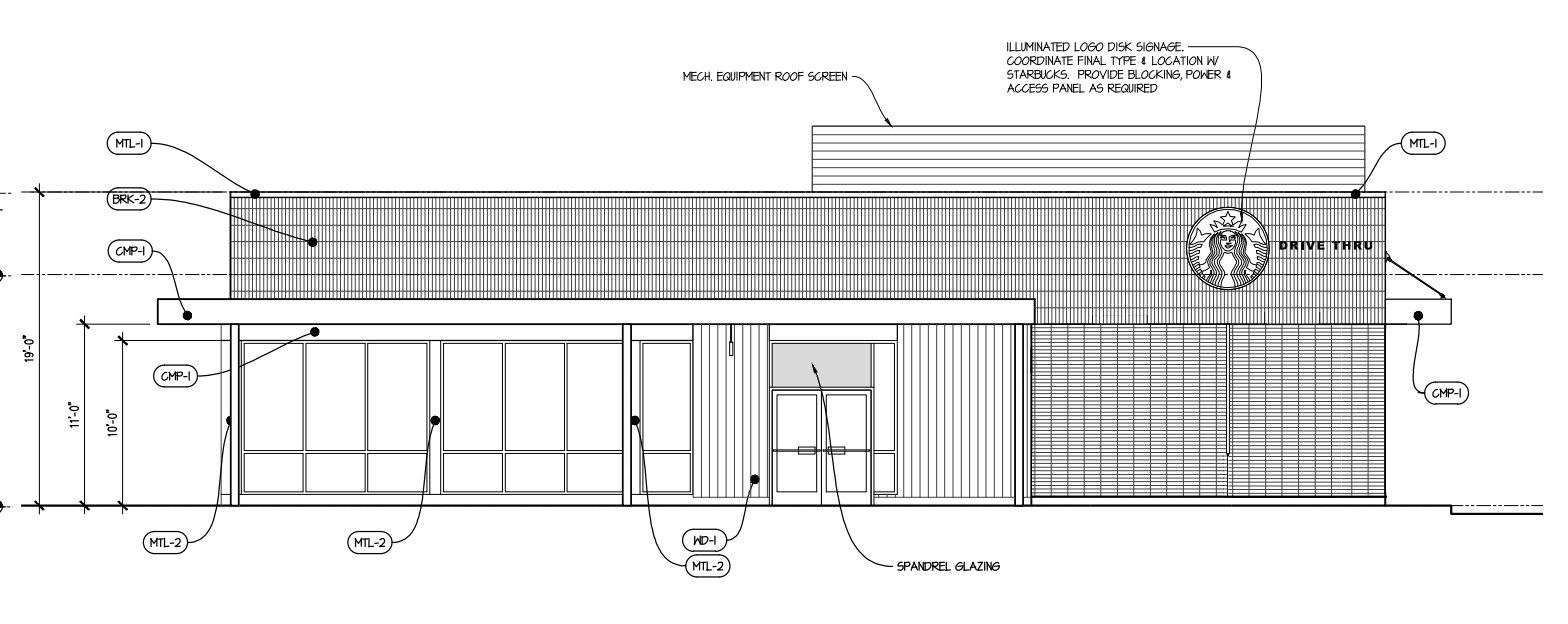 ILLUMINATED LOGO DISK SIGNAGE,
COORDINATE FINAL TYPE & LOCATION W/
STARBUCKS. PROVIDE BLOCKING, POWER &
ACCESS PANEL AS REQUIRED
MECH. EQUIPMENT ROOF SCREEN
MTL-1
MTL-1
BRK-2
CMP-1
DRIVE THRU
19'-0"
11'-0"
10'-0"
CMP-1
CMP-1
CMP-1
MTL-2
MTL-2
WD-1
MTL-2
SPANDREL GLAZING